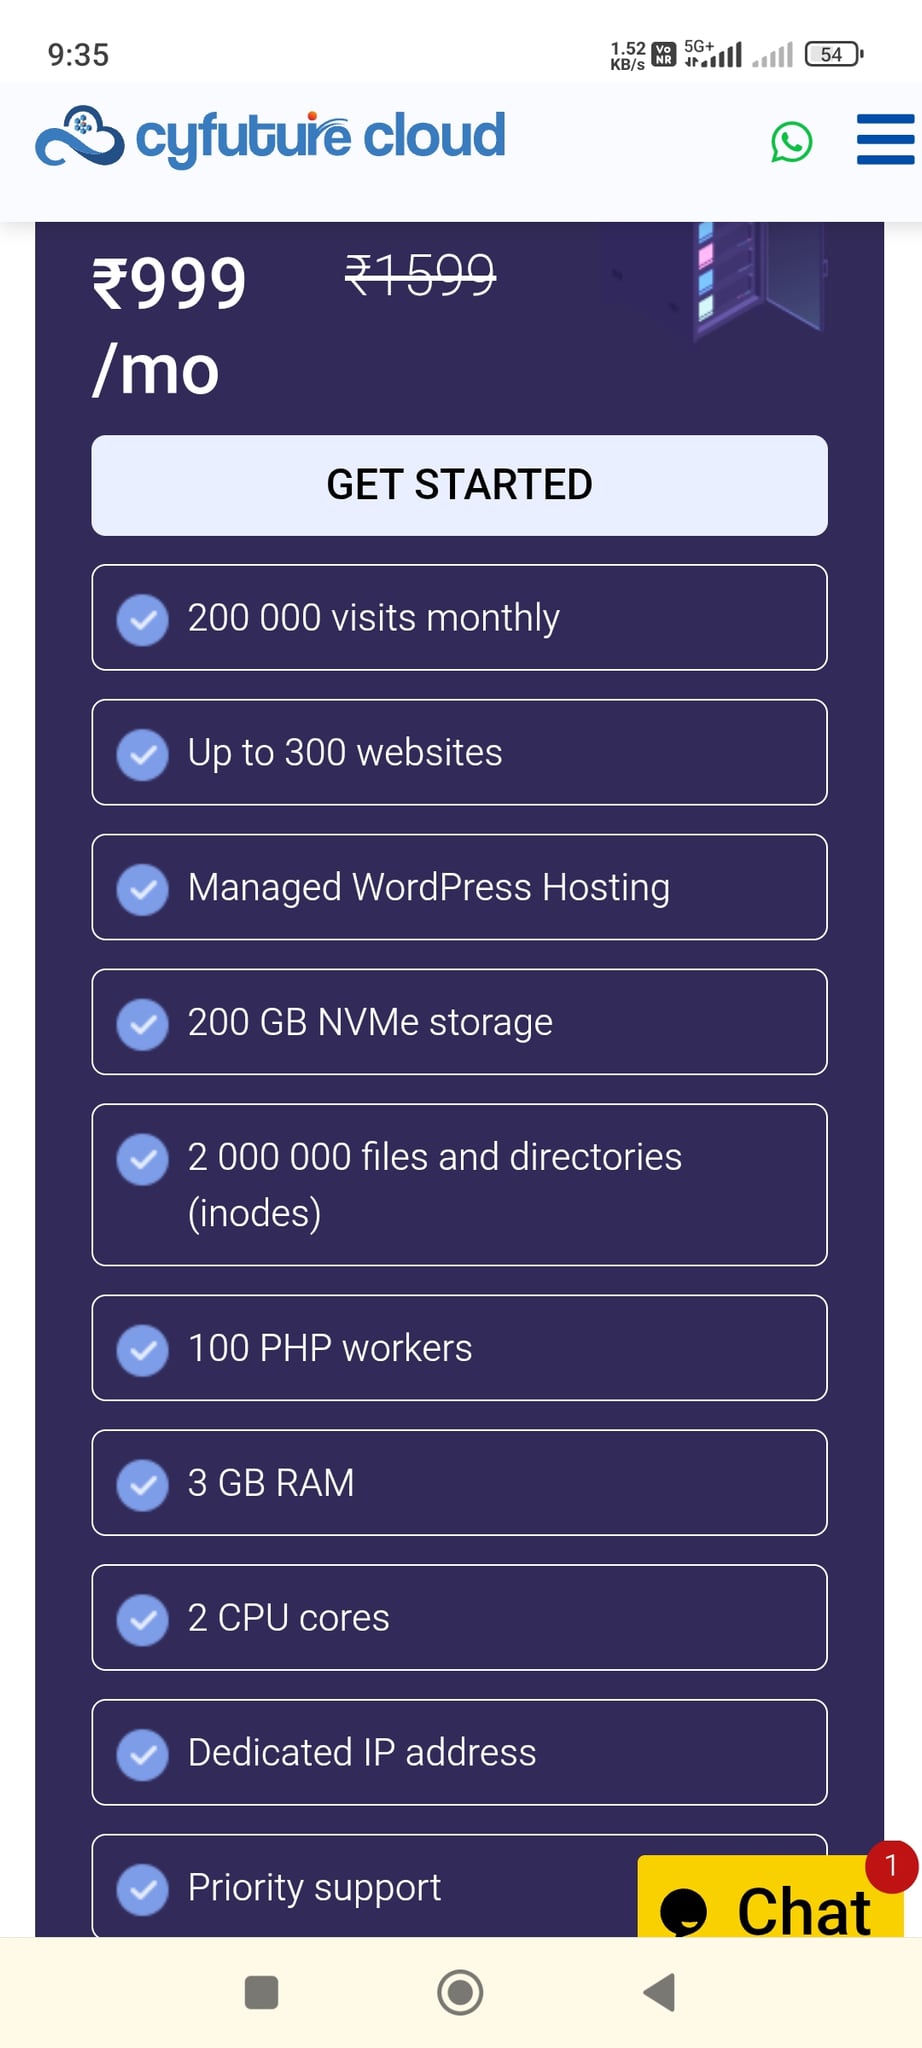 9:35
1.52 KB/s Vo NR 5G+ 54
cyfuture cloud
₹999 ₹1599
/mo
GET STARTED
200 000 visits monthly
Up to 300 websites
Managed WordPress Hosting
200 GB NVMe storage
2 000 000 files and directories
(inodes)
100 PHP workers
3 GB RAM
2 CPU cores
Dedicated IP address
Priority support
1
Chat